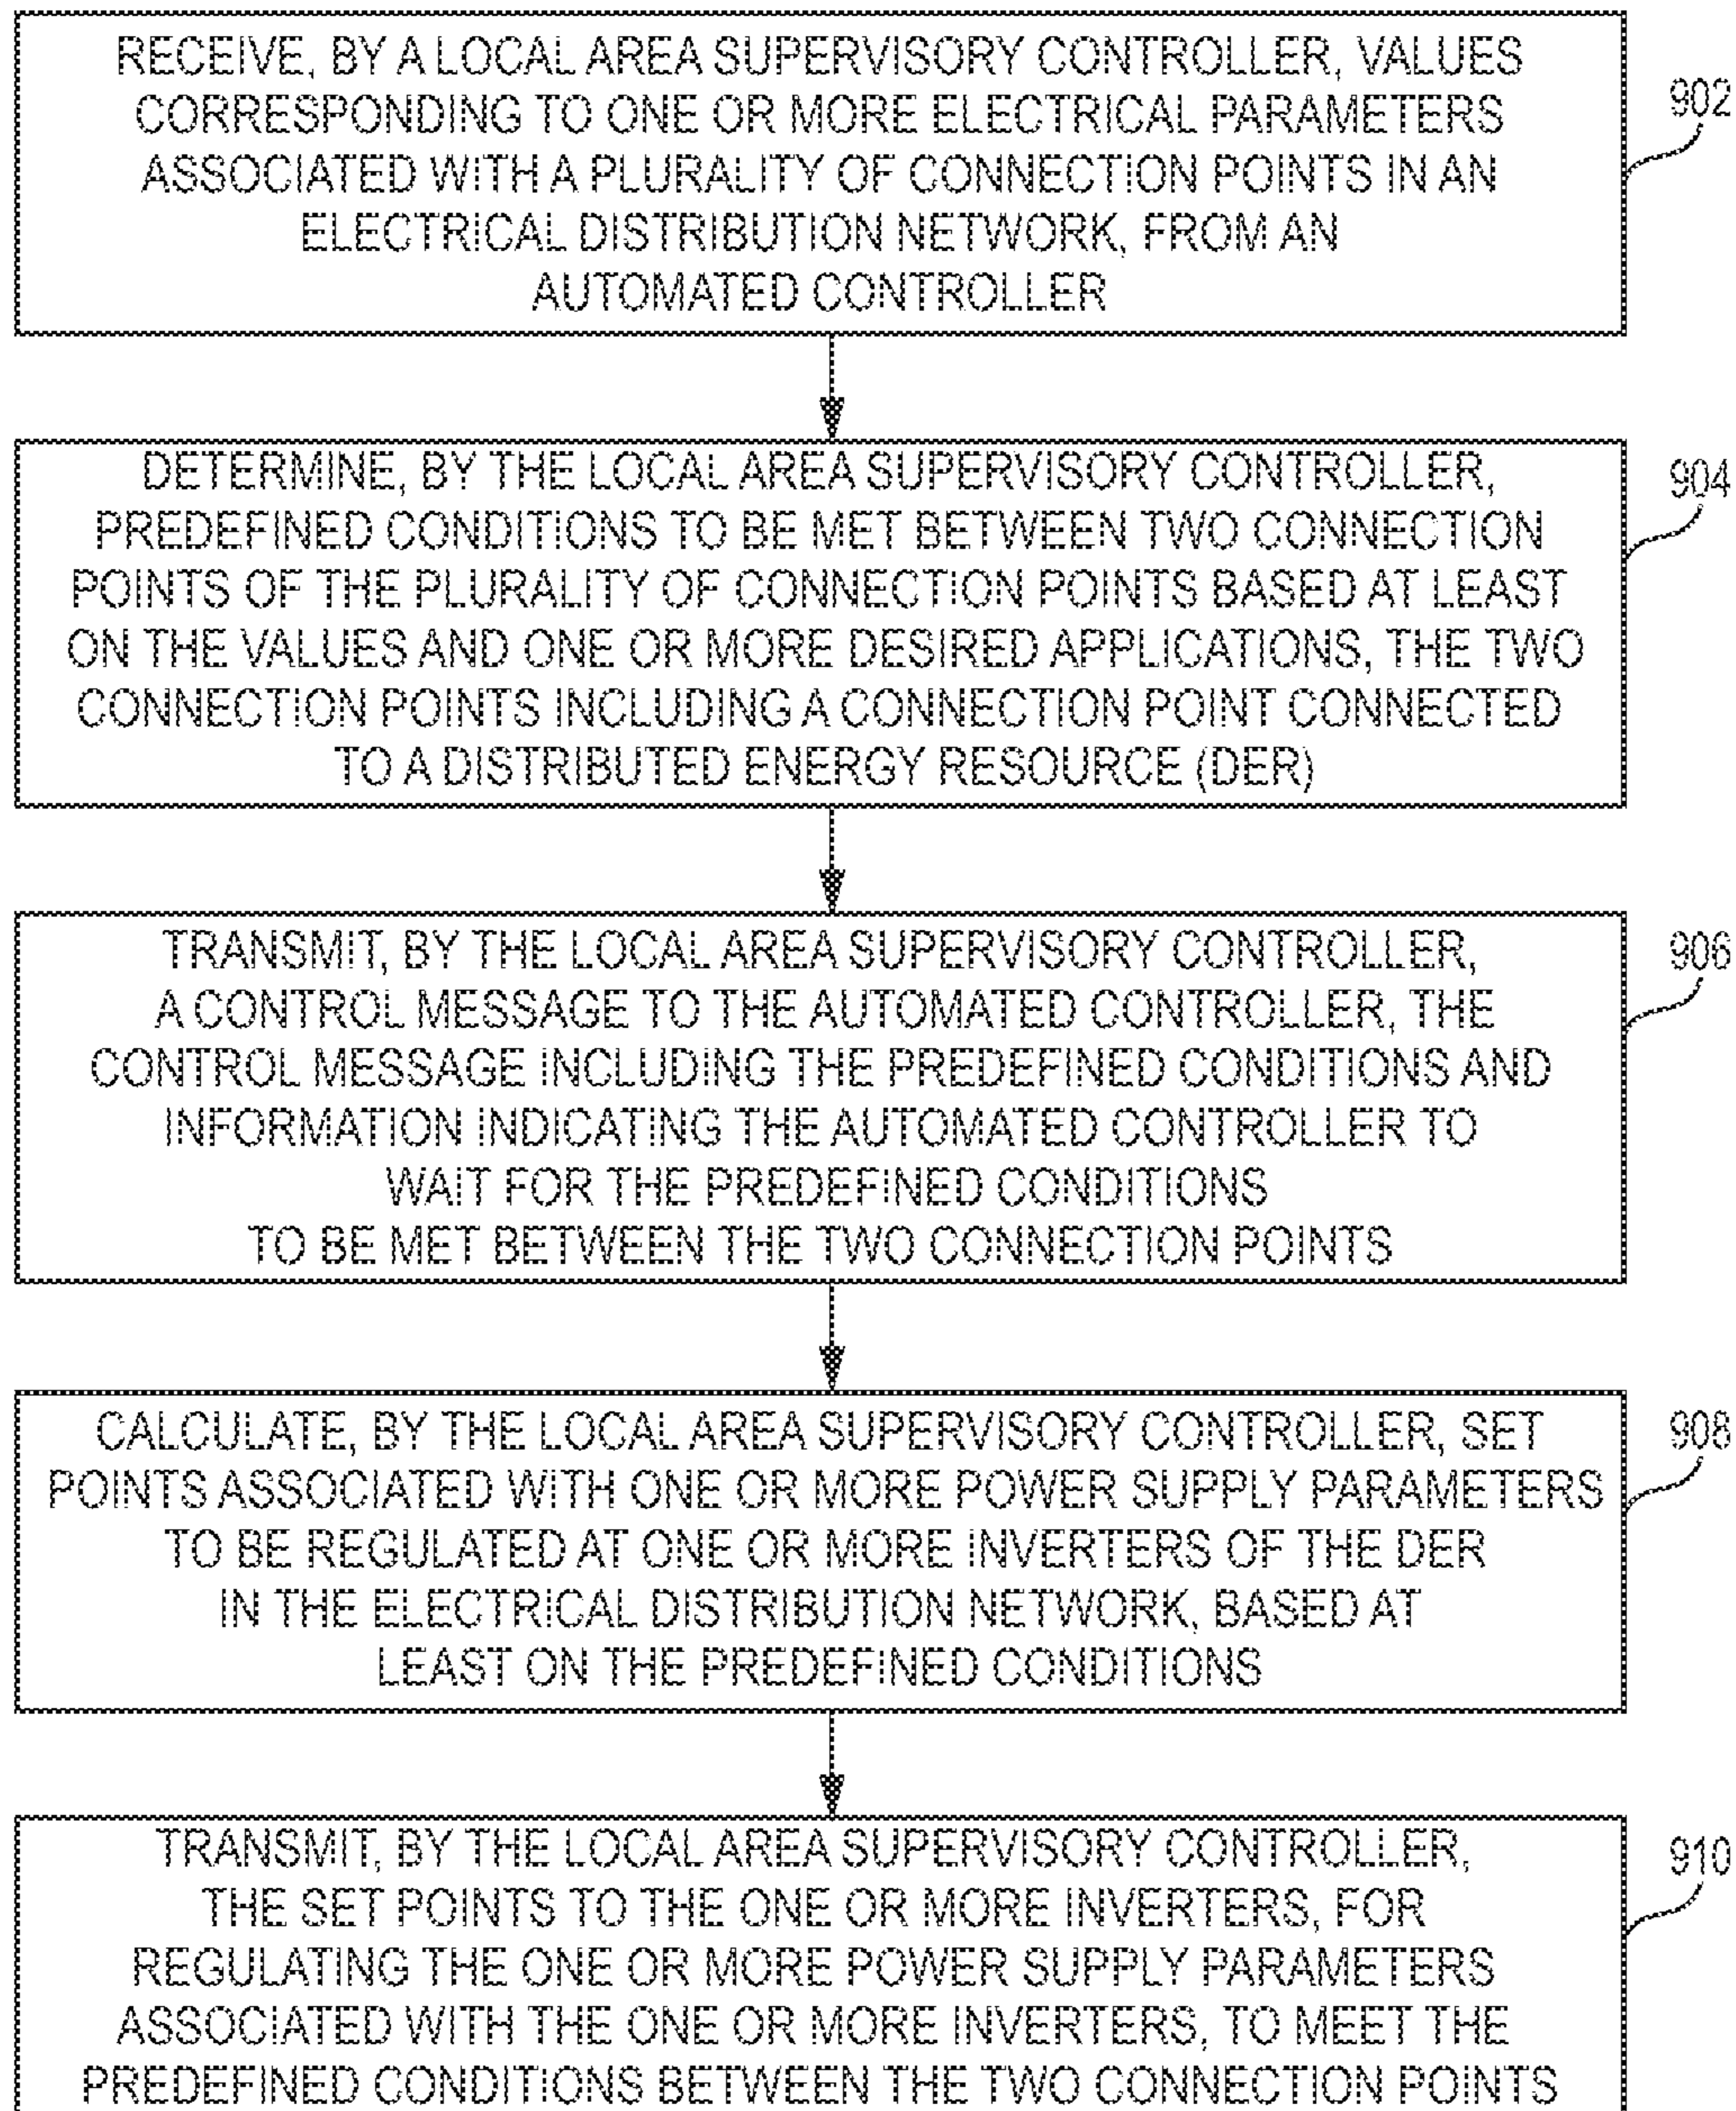 RECEIVE, BY A LOCAL AREA SUPERVISORY CONTROLLER, VALUES
CORRESPONDING TO ONE OR MORE ELECTRICAL PARAMETERS
ASSOCIATED WITH A PLURALITY OF CONNECTION POINTS IN AN
ELECTRICAL DISTRIBUTION NETWORK, FROM AN
AUTOMATED CONTROLLER
902
DETERMINE, BY THE LOCAL AREA SUPERVISORY CONTROLLER,
PREDEFINED CONDITIONS TO BE MET BETWEEN TWO CONNECTION
POINTS OF THE PLURALITY OF CONNECTION POINTS BASED AT LEAST
ON THE VALUES AND ONE OR MORE DESIRED APPLICATIONS, THE TWO
CONNECTION POINTS INCLUDING A CONNECTION POINT CONNECTED
TO A DISTRIBUTED ENERGY RESOURCE (DER)
904
TRANSMIT, BY THE LOCAL AREA SUPERVISORY CONTROLLER,
A CONTROL MESSAGE TO THE AUTOMATED CONTROLLER, THE
CONTROL MESSAGE INCLUDING THE PREDEFINED CONDITIONS AND
INFORMATION INDICATING THE AUTOMATED CONTROLLER TO
WAIT FOR THE PREDEFINED CONDITIONS
TO BE MET BETWEEN THE TWO CONNECTION POINTS
906
CALCULATE, BY THE LOCAL AREA SUPERVISORY CONTROLLER, SET
POINTS ASSOCIATED WITH ONE OR MORE POWER SUPPLY PARAMETERS
TO BE REGULATED AT ONE OR MORE INVERTERS OF THE DER
IN THE ELECTRICAL DISTRIBUTION NETWORK, BASED AT
LEAST ON THE PREDEFINED CONDITIONS
908
TRANSMIT, BY THE LOCAL AREA SUPERVISORY CONTROLLER,
THE SET POINTS TO THE ONE OR MORE INVERTERS, FOR
REGULATING THE ONE OR MORE POWER SUPPLY PARAMETERS
ASSOCIATED WITH THE ONE OR MORE INVERTERS, TO MEET THE
PREDEFINED CONDITIONS BETWEEN THE TWO CONNECTION POINTS
910